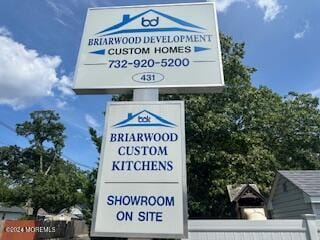 bd
BRIARWOOD DEVELOPMENT
CUSTOM HOMES
732-920-5200
431
bdk
BRIARWOOD
CUSTOM
KITCHENS
SHOWROOM
ON SITE
©2024 MOREMLS